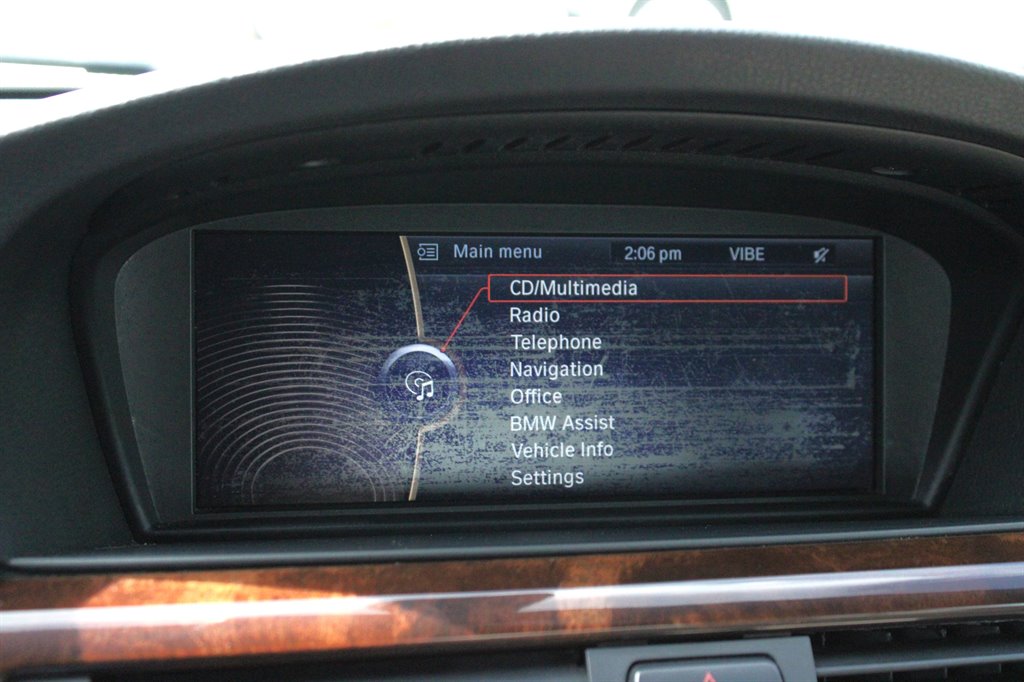 Main menu 2:06 pm VIBE
CD/Multimedia
Radio
Telephone
Navigation
Office
BMW Assist
Vehicle Info
Settings